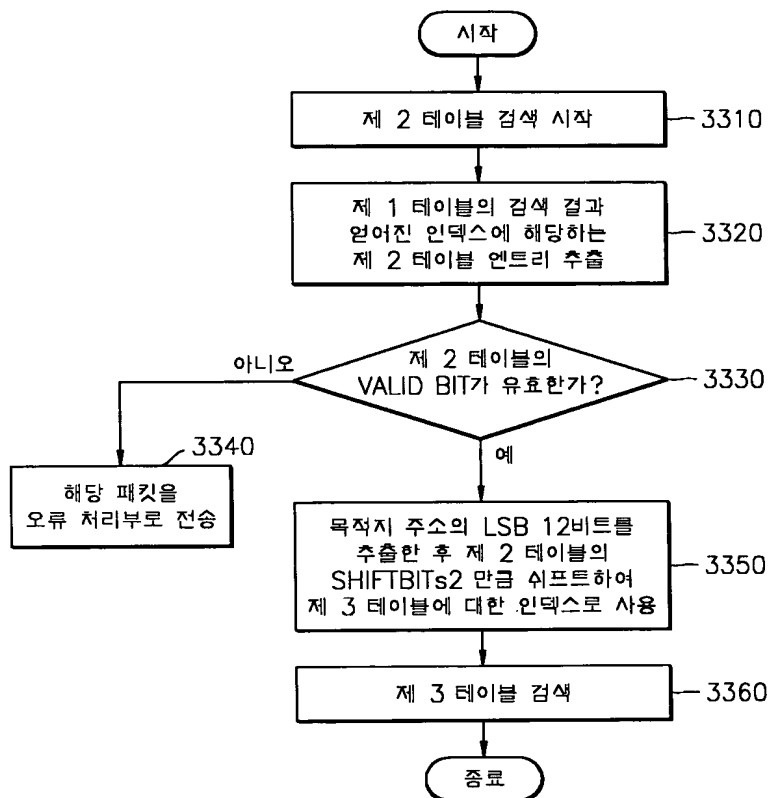 시작
제 2 테이블 검색 시작
3310
제 1 테이블의 검색 결과
얻어진 인덱스에 해당하는
제 2 테이블 엔트리 추출
3320
제 2 테이블의
VALID BIT가 유효한가?
3330
아니오
예
3340
해당 패킷을
오류 처리부로 전송
목적지 주소의 LSB 12비트를
추출한 후 제 2 테이블의
SHIFTBITs2 만큼 쉬프트하여
제 3 테이블에 대한 인덱스로 사용
3350
제 3 테이블 검색
3360
종료